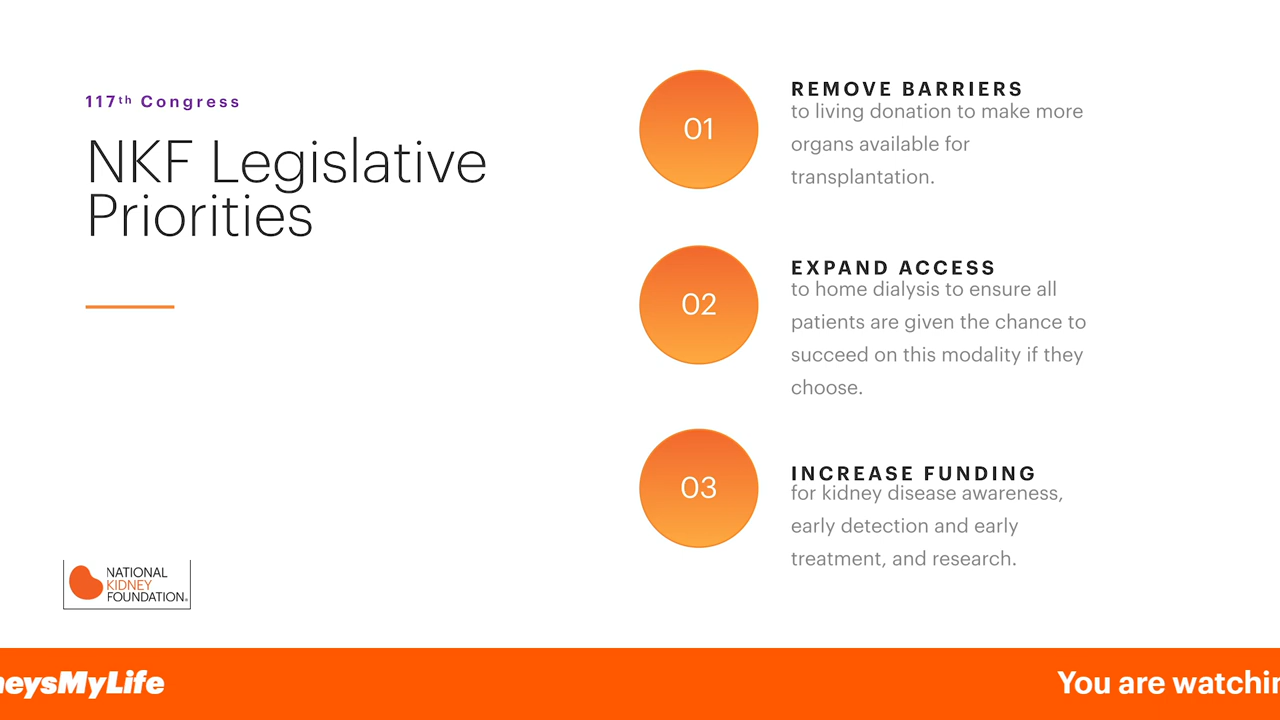 117th Congress
NKF Legislative
Priorities
01
REMOVE BARRIERS
to living donation to make more
organs available for
transplantation.
02
EXPAND ACCESS
to home dialysis to ensure all
patients are given the chance to
succeed on this modality if they
choose.
03
INCREASE FUNDING
for kidney disease awareness,
early detection and early
treatment, and research.
NATIONAL
KIDNEY
FOUNDATION®
neysMyLife
You are watchin